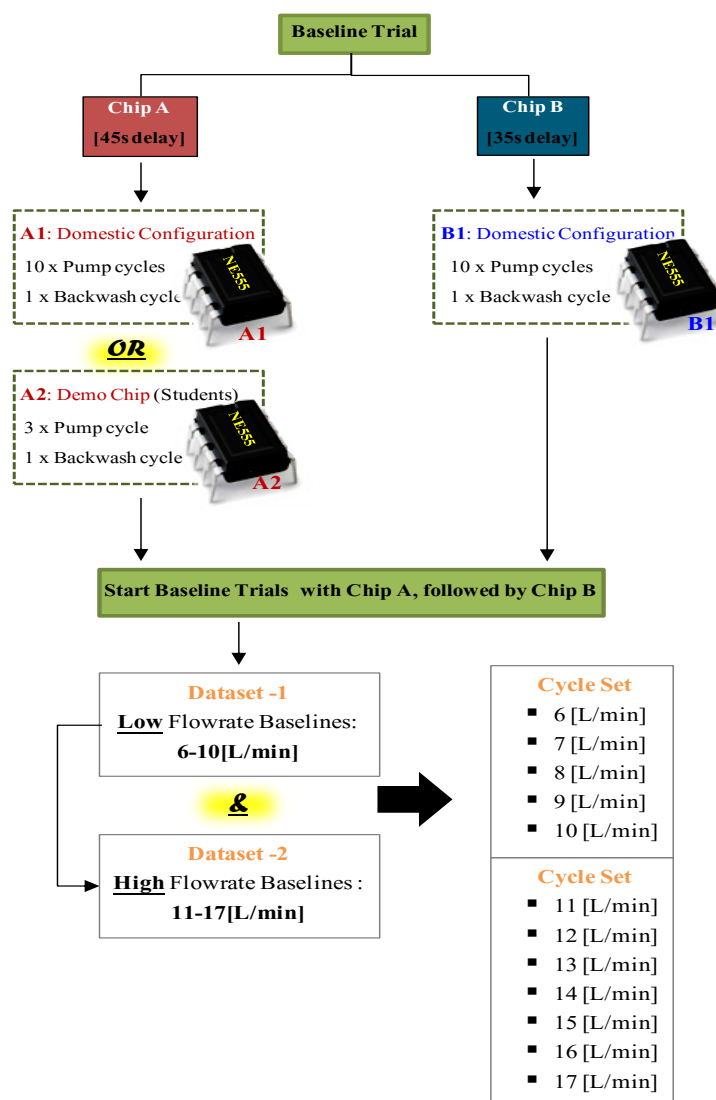 Baseline Trial
Chip A
[45s delay]
Chip B
[35s delay]
A1: Domestic Configuration
10 x Pump cycles
1 x Backwash cycle
NE555
A1
B1: Domestic Configuration
10 x Pump cycles
1 x Backwash cycle
NE555
B1
OR
A2: Demo Chip (Students)
3 x Pump cycle
1 x Backwash cycle
NE555
A2
Start Baseline Trials with Chip A, followed by Chip B
Dataset -1
Low Flowrate Baselines:
6-10[L/min]
&
Dataset -2
High Flowrate Baselines :
11-17[L/min]
Cycle Set
▪ 6 [L/min]
▪ 7 [L/min]
▪ 8 [L/min]
▪ 9 [L/min]
▪ 10 [L/min]
Cycle Set
▪ 11 [L/min]
▪ 12 [L/min]
▪ 13 [L/min]
▪ 14 [L/min]
▪ 15 [L/min]
▪ 16 [L/min]
▪ 17 [L/min]